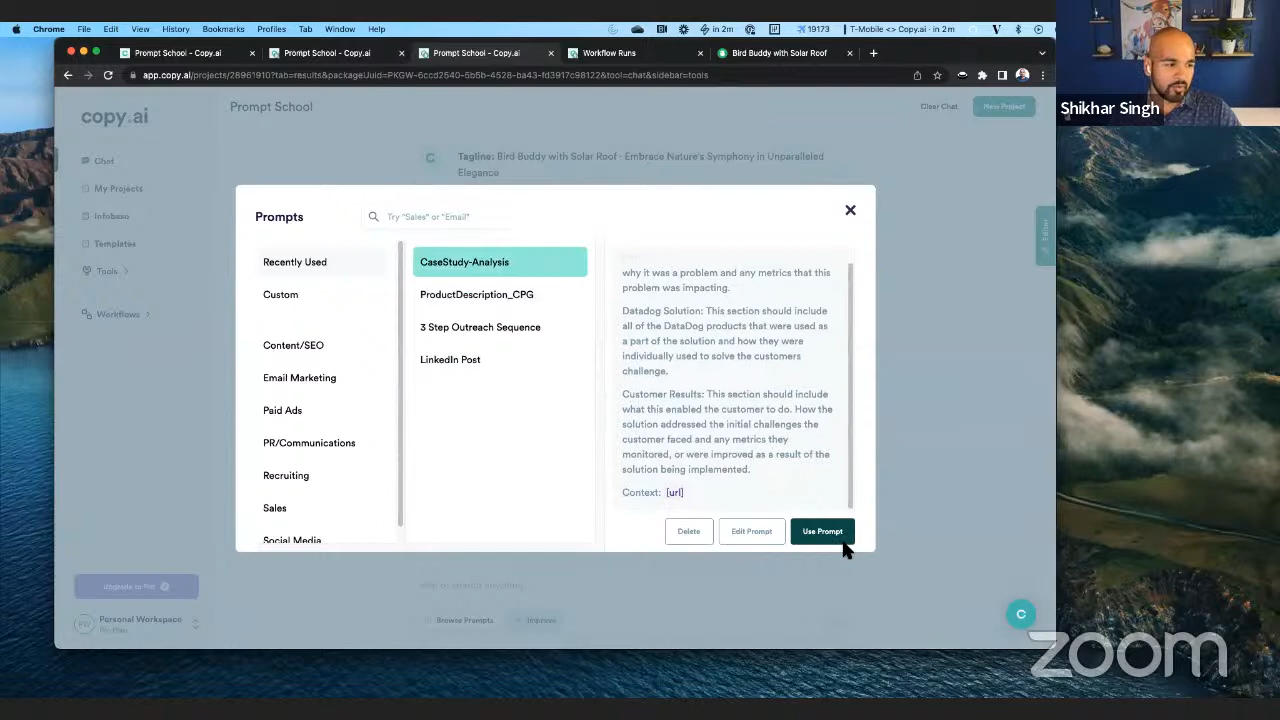 Chrome File Edit View History Bookmarks Profiles Tab Window Help
in 2m 19173 T-Mobile <> Copy.ai · in 2m
Prompt School - Copy.ai Prompt School - Copy.ai Prompt School - Copy.ai Workflow Runs Bird Buddy with Solar Roof
app.copy.ai/projects/28961910?tab=results&packageUuid=PKGW-6ccd2540-5b5b-4528-ba43-fd3917c98122&tool=chat&sidebar=tools
Shikhar Singh
copy.ai
Prompt School
Clear Chat
New Project
Chat
My Projects
Infobase
Templates
Tools
Workflows
Upgrade to Pro
PW
Personal Workspace
C
Tagline: Bird Buddy with Solar Roof - Embrace Nature's Symphony in Unparalleled
Elegance
Editor
Prompts
Try "Sales" or "Email"
Recently Used
Custom
Content/SEO
Email Marketing
Paid Ads
PR/Communications
Recruiting
Sales
Social Media
CaseStudy-Analysis
ProductDescription_CPG
3 Step Outreach Sequence
LinkedIn Post
why it was a problem and any metrics that this
problem was impacting.
Datadog Solution: This section should include
all of the DataDog products that were used as
a part of the solution and how they were
individually used to solve the customers
challenge.
Customer Results: This section should include
what this enabled the customer to do. How the
solution addressed the initial challenges the
customer faced and any metrics they
monitored, or were improved as a result of the
solution being implemented.
Context: [url]
Delete
Edit Prompt
Use Prompt
Browse Prompts
Improve
C
zoom